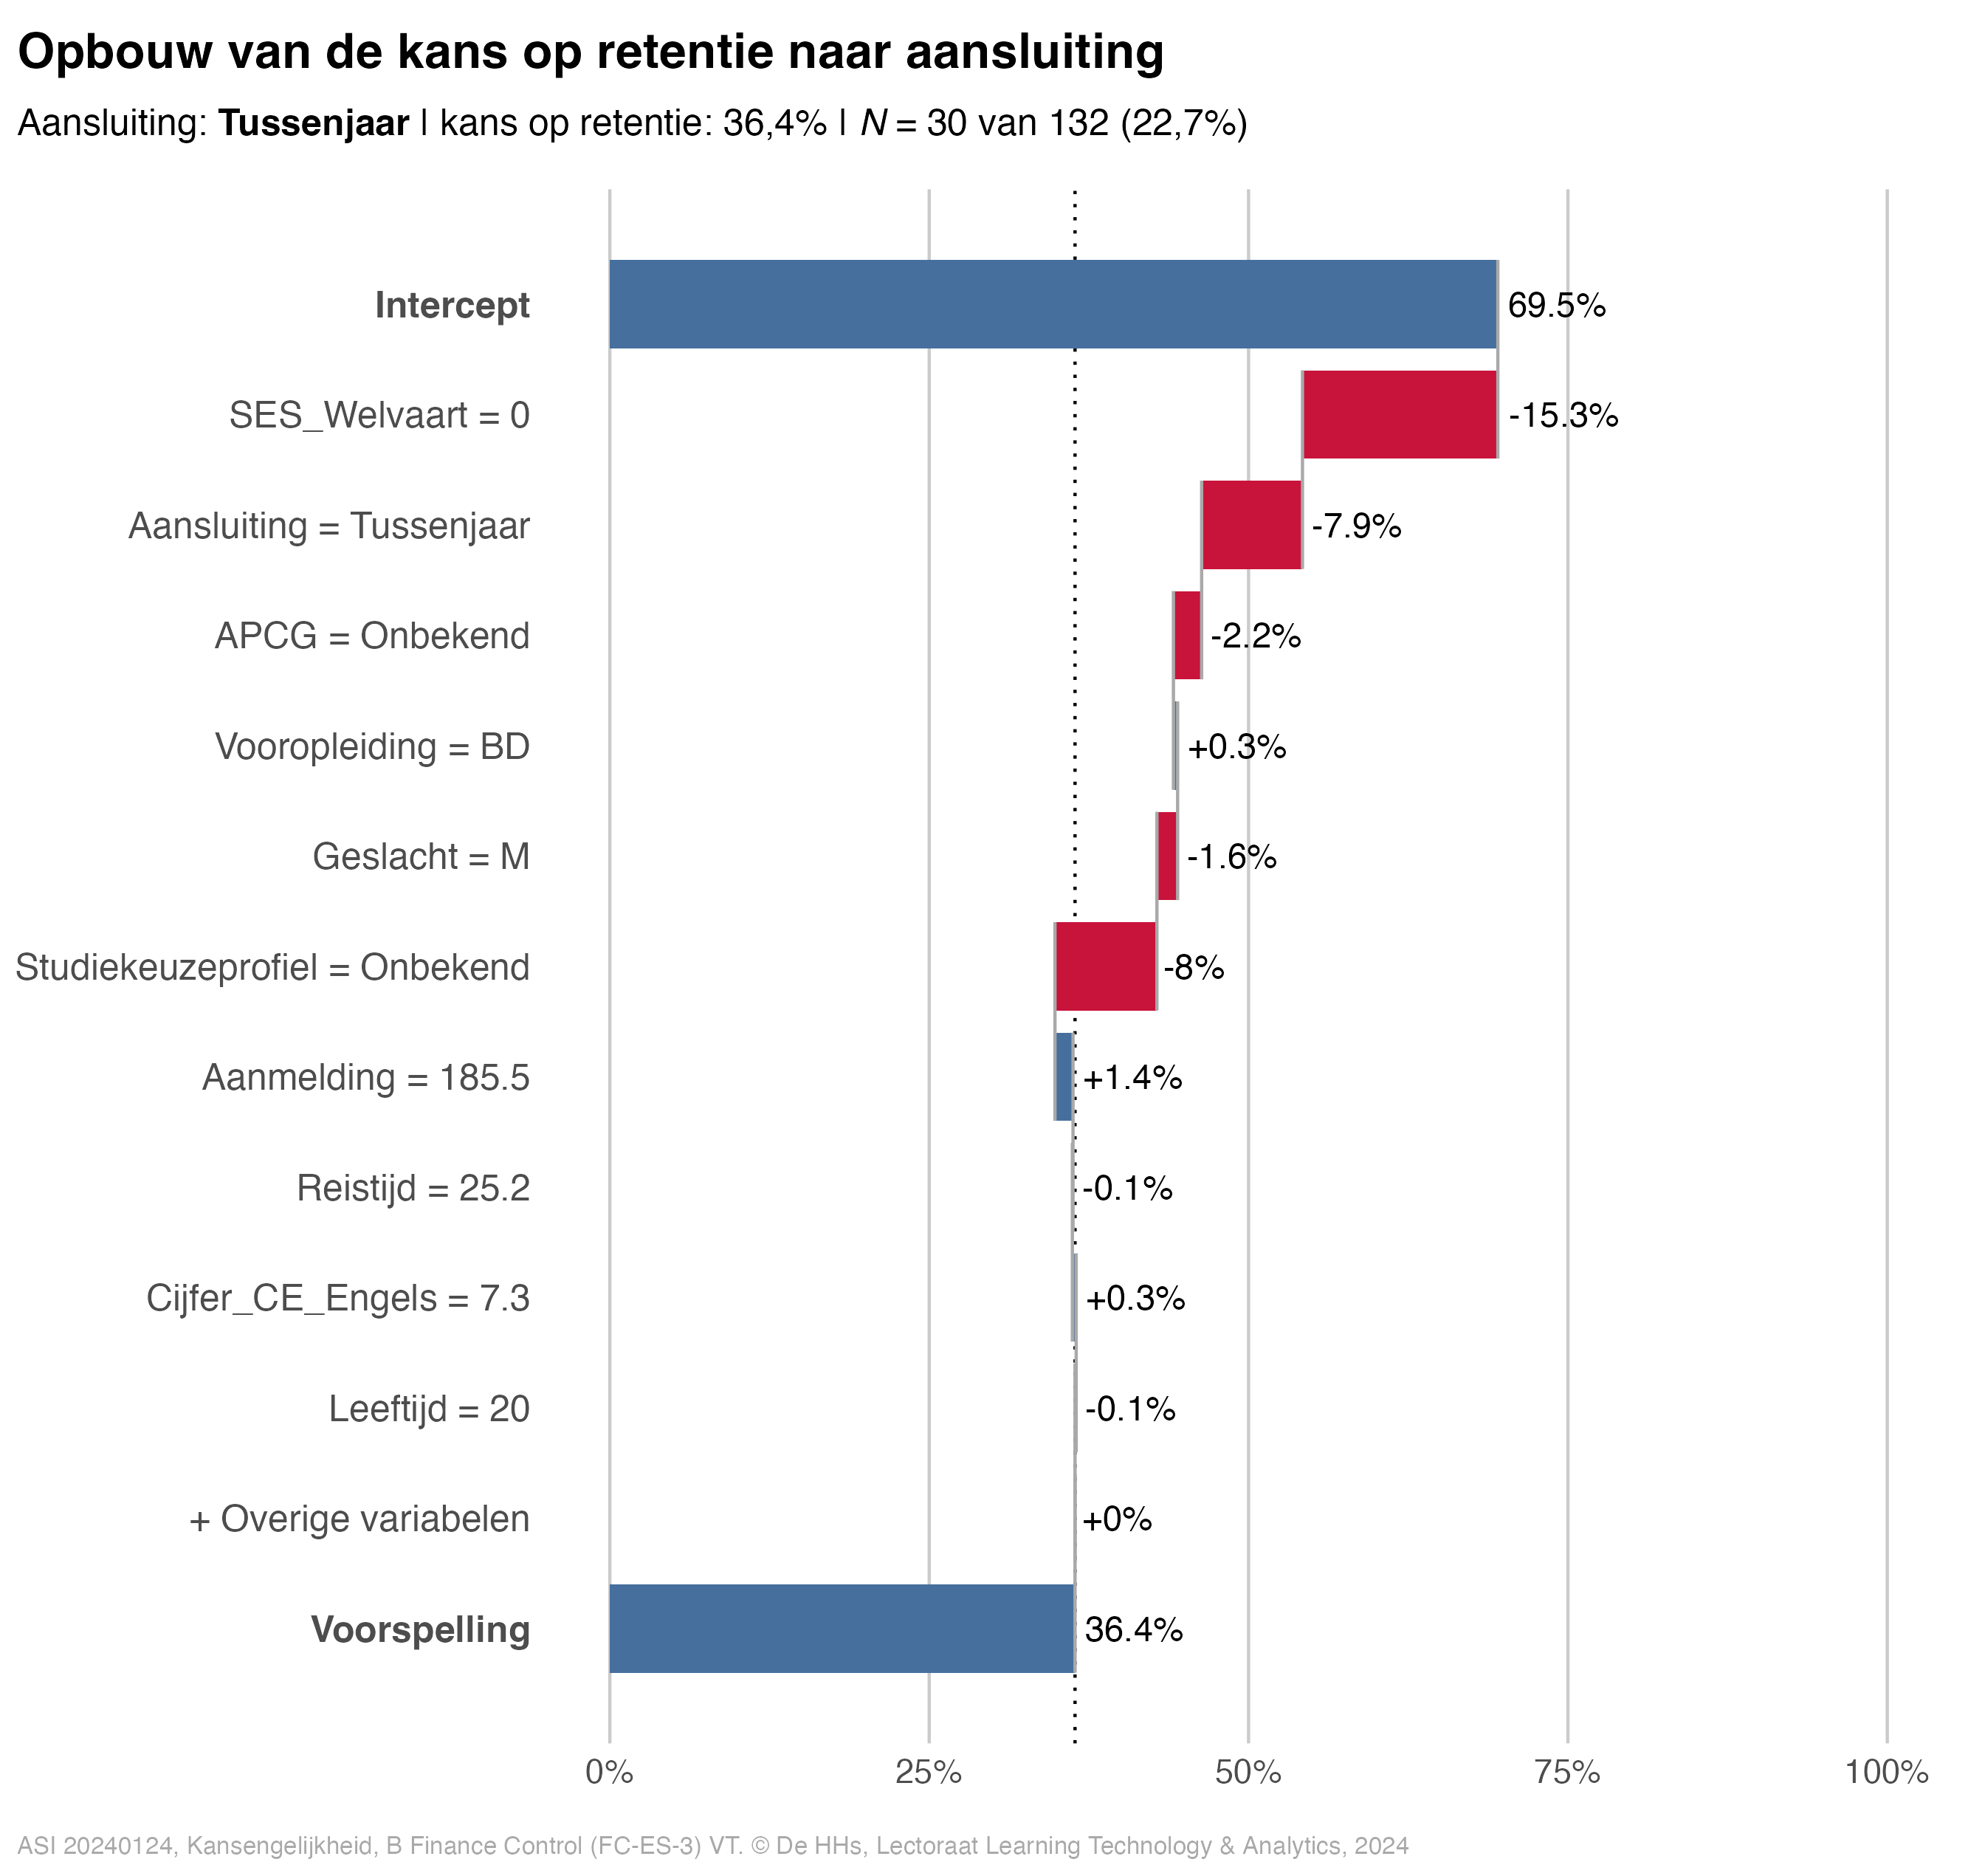 Opbouw van de kans op retentie naar aansluiting
Aansluiting: Tussenjaar | kans op retentie: 36,4% | N = 30 van 132 (22,7%)
Intercept 69.5%
SES_Welvaart = 0 -15.3%
Aansluiting = Tussenjaar -7.9%
APCG = Onbekend -2.2%
Vooropleiding = BD +0.3%
Geslacht = M -1.6%
Studiekeuzeprofiel = Onbekend -8%
Aanmelding = 185.5 +1.4%
Reistijd = 25.2 -0.1%
Cijfer_CE_Engels = 7.3 +0.3%
Leeftijd = 20 -0.1%
+ Overige variabelen +0%
Voorspelling 36.4%
0% 25% 50% 75% 100%
ASI 20240124, Kansengelijkheid, B Finance Control (FC-ES-3) VT. © De HHs, Lectoraat Learning Technology & Analytics, 2024